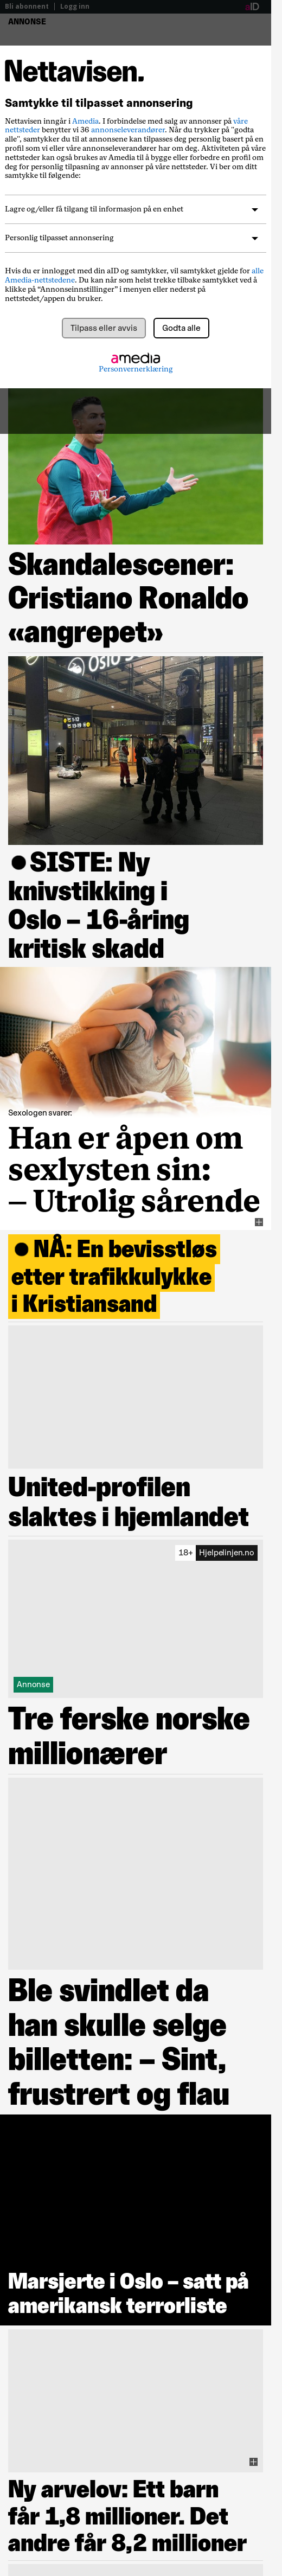 Bli abonnent | Logg inn
aID
ANNONSE
Nettavisen.
Samtykke til tilpasset annonsering
Nettavisen inngår i Amedia. I forbindelse med salg av annonser på våre
nettsteder benytter vi 36 annonseleverandører. Når du trykker på "godta
alle", samtykker du til at annonsene kan tilpasses deg personlig basert på en
profil som vi eller våre annonseleverandører har om deg. Aktiviteten på våre
nettsteder kan også brukes av Amedia til å bygge eller forbedre en profil om
deg for personlig tilpasning av annonser på våre nettsteder. Vi ber om ditt
samtykke til følgende:
Lagre og/eller få tilgang til informasjon på en enhet
Personlig tilpasset annonsering
Hvis du er innlogget med din aID og samtykker, vil samtykket gjelde for alle
Amedia-nettstedene. Du kan når som helst trekke tilbake samtykket ved å
klikke på “Annonseinnstillinger” i menyen eller nederst på
nettstedet/appen du bruker.
Tilpass eller avvis
Godta alle
amedia
Personvernerklæring
Skandalescener:
Cristiano Ronaldo
«angrepet»
OSLO S
SISTE: Ny
knivstikking i
Oslo – 16-åring
kritisk skadd
Sexologen svarer:
Han er åpen om
sexlysten sin:
– Utrolig sårende
NÅ: En bevisstløs
etter trafikkulykke
i Kristiansand
United-profilen
slaktes i hjemlandet
18+ Hjelpelinjen.no
Annonse
Tre ferske norske
millionærer
Ble svindlet da
han skulle selge
billetten: – Sint,
frustrert og flau
Marsjerte i Oslo – satt på
amerikansk terrorliste
Ny arvelov: Ett barn
får 1,8 millioner. Det
andre får 8,2 millioner